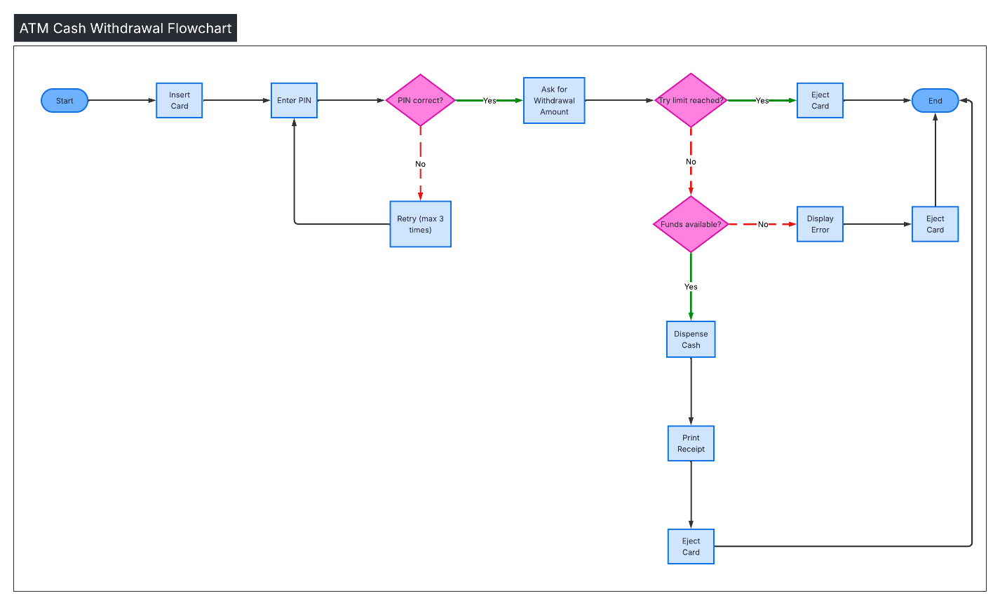 ATM Cash Withdrawal Flowchart
Start
Insert
Card
Enter PIN
PIN correct?
Yes
Ask for
Withdrawal
Amount
Try limit reached?
Yes
Eject
Card
End
No
No
Retry (max 3
times)
Funds available?
No
Display
Error
Eject
Card
Yes
Dispense
Cash
Print
Receipt
Eject
Card